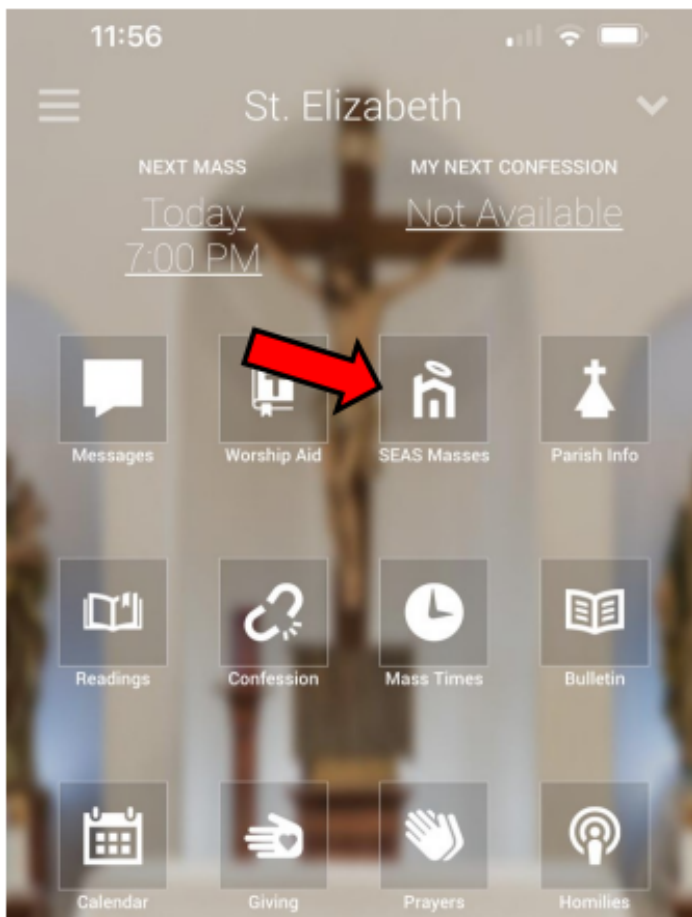 11:56
St. Elizabeth
NEXT MASS
MY NEXT CONFESSION
Today
7:00 PM
Not Available
Messages
Worship Aid
SEAS Masses
Parish Info
Readings
Confession
Mass Times
Bulletin
Calendar
Giving
Prayers
Homilies